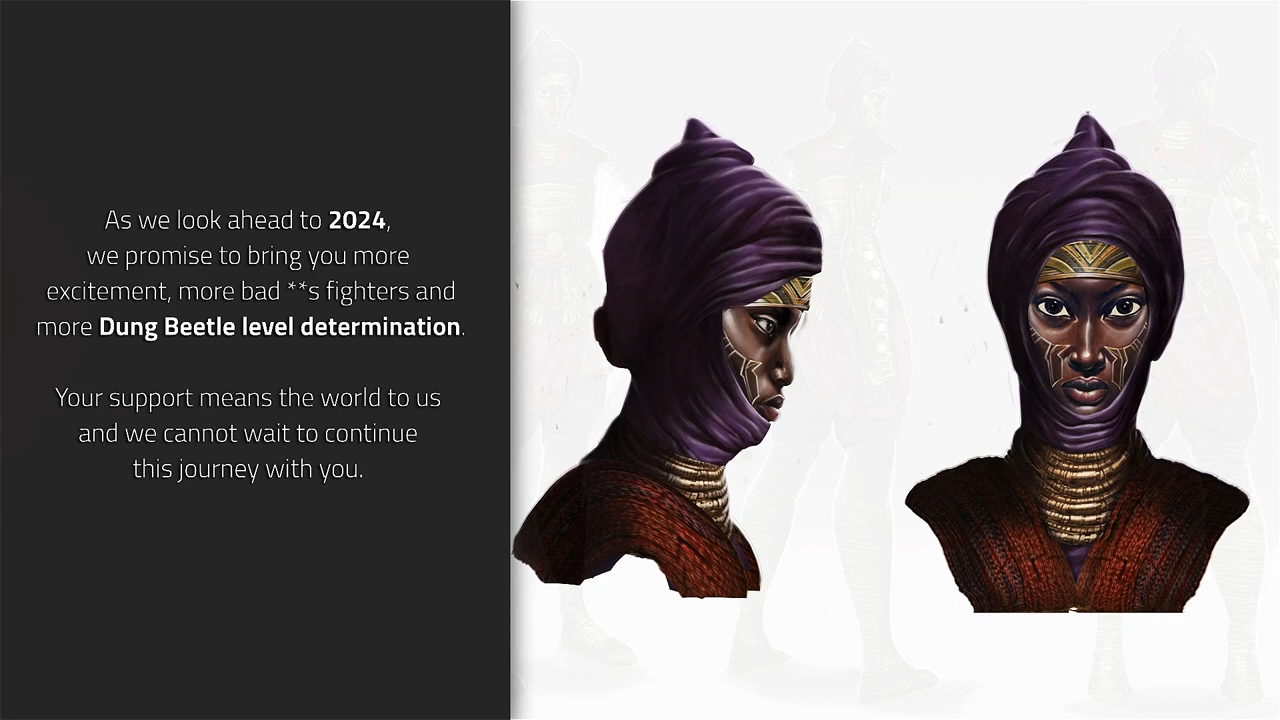 As we look ahead to 2024,
we promise to bring you more
excitement, more bad **s fighters and
more Dung Beetle level determination.
Your support means the world to us
and we cannot wait to continue
this journey with you.